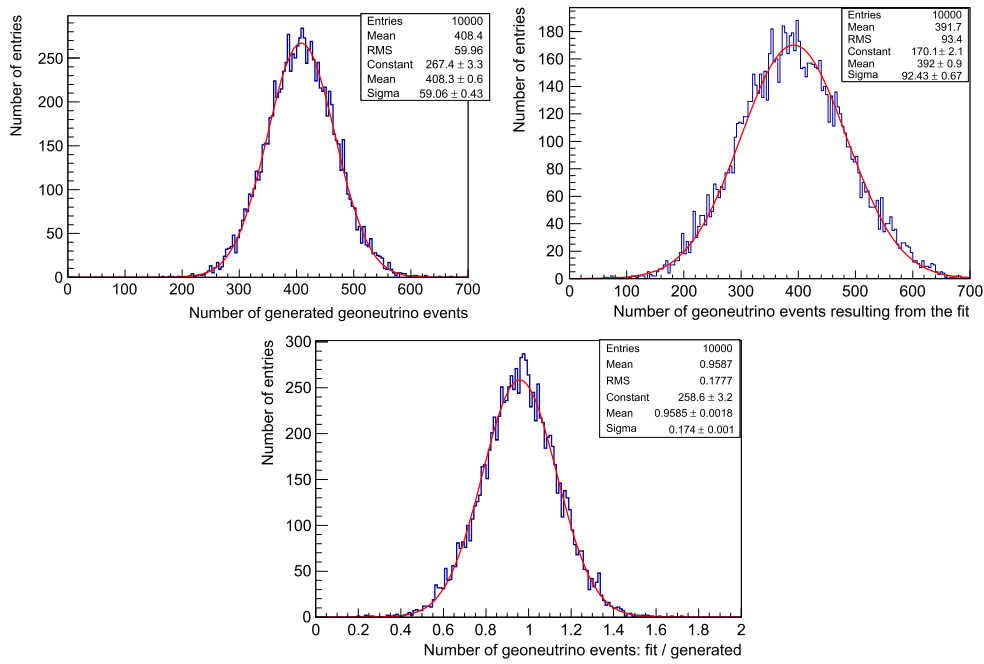 Number of entries
250
200
150
100
50
0
0 100 200 300 400 500 600 700
Number of generated geoneutrino events
Entries 10000
Mean 408.4
RMS 59.96
Constant 267.4 ± 3.3
Mean 408.3 ± 0.6
Sigma 59.06 ± 0.43
Number of entries
180
160
140
120
100
80
60
40
20
0
0 100 200 300 400 500 600 700
Number of geoneutrino events resulting from the fit
Entries 10000
Mean 391.7
RMS 93.4
Constant 170.1 ± 2.1
Mean 392 ± 0.9
Sigma 92.43 ± 0.67
Number of entries
300
250
200
150
100
50
0
0 0.2 0.4 0.6 0.8 1 1.2 1.4 1.6 1.8 2
Number of geoneutrino events: fit / generated
Entries 10000
Mean 0.9587
RMS 0.1777
Constant 258.6 ± 3.2
Mean 0.9585 ± 0.0018
Sigma 0.174 ± 0.001